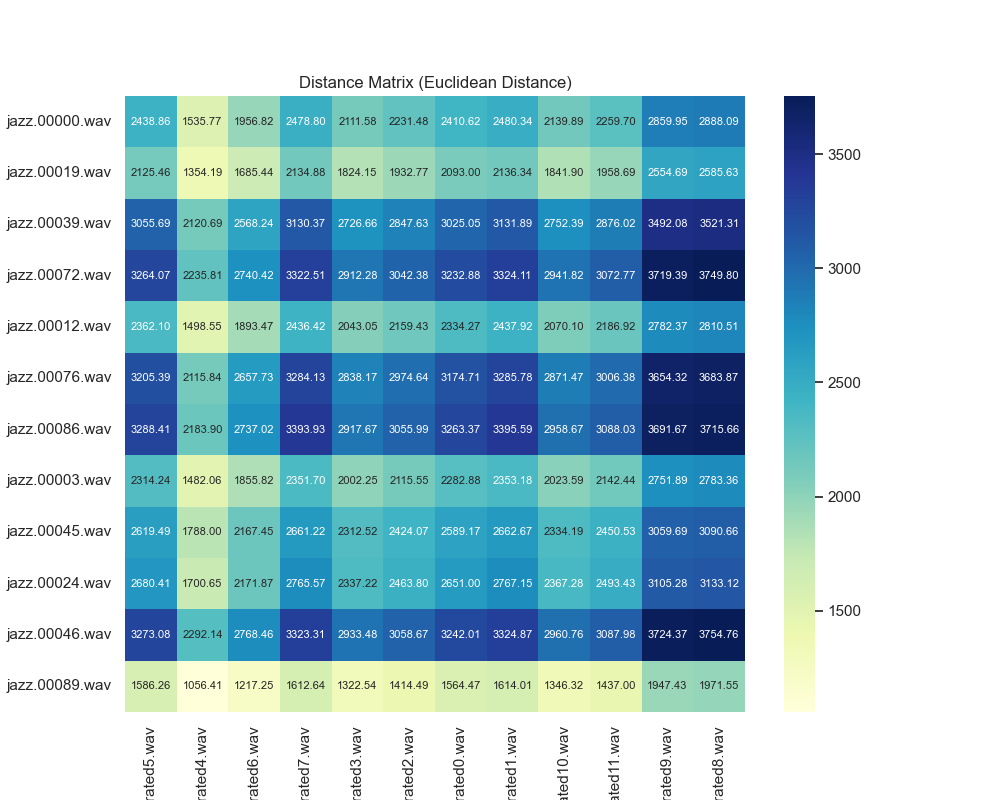 Distance Matrix (Euclidean Distance)
jazz.00000.wav 2438.86 1535.77 1956.82 2478.80 2111.58 2231.48 2410.62 2480.34 2139.89 2259.70 2859.95 2888.09
jazz.00019.wav 2125.46 1354.19 1685.44 2134.88 1824.15 1932.77 2093.00 2136.34 1841.90 1958.69 2554.69 2585.63
3500
jazz.00039.wav 3055.69 2120.69 2568.24 3130.37 2726.66 2847.63 3025.05 3131.89 2752.39 2876.02 3492.08 3521.31
jazz.00072.wav 3264.07 2235.81 2740.42 3322.51 2912.28 3042.38 3232.88 3324.11 2941.82 3072.77 3719.39 3749.80
3000
jazz.00012.wav 2362.10 1498.55 1893.47 2436.42 2043.05 2159.43 2334.27 2437.92 2070.10 2186.92 2782.37 2810.51
jazz.00076.wav 3205.39 2115.84 2657.73 3284.13 2838.17 2974.64 3174.71 3285.78 2871.47 3006.38 3654.32 3683.87
2500
jazz.00086.wav 3288.41 2183.90 2737.02 3393.93 2917.67 3055.99 3263.37 3395.59 2958.67 3088.03 3691.67 3715.66
jazz.00003.wav 2314.24 1482.06 1855.82 2351.70 2002.25 2115.55 2282.88 2353.18 2023.59 2142.44 2751.89 2783.36
2000
jazz.00045.wav 2619.49 1788.00 2167.45 2661.22 2312.52 2424.07 2589.17 2662.67 2334.19 2450.53 3059.69 3090.66
jazz.00024.wav 2680.41 1700.65 2171.87 2765.57 2337.22 2463.80 2651.00 2767.15 2367.28 2493.43 3105.28 3133.12
1500
jazz.00046.wav 3273.08 2292.14 2768.46 3323.31 2933.48 3058.67 3242.01 3324.87 2960.76 3087.98 3724.37 3754.76
jazz.00089.wav 1586.26 1056.41 1217.25 1612.64 1322.54 1414.49 1564.47 1614.01 1346.32 1437.00 1947.43 1971.55
rated5.wav
rated4.wav
rated6.wav
rated7.wav
rated3.wav
rated2.wav
rated0.wav
rated1.wav
ated10.wav
ated11.wav
rated9.wav
rated8.wav